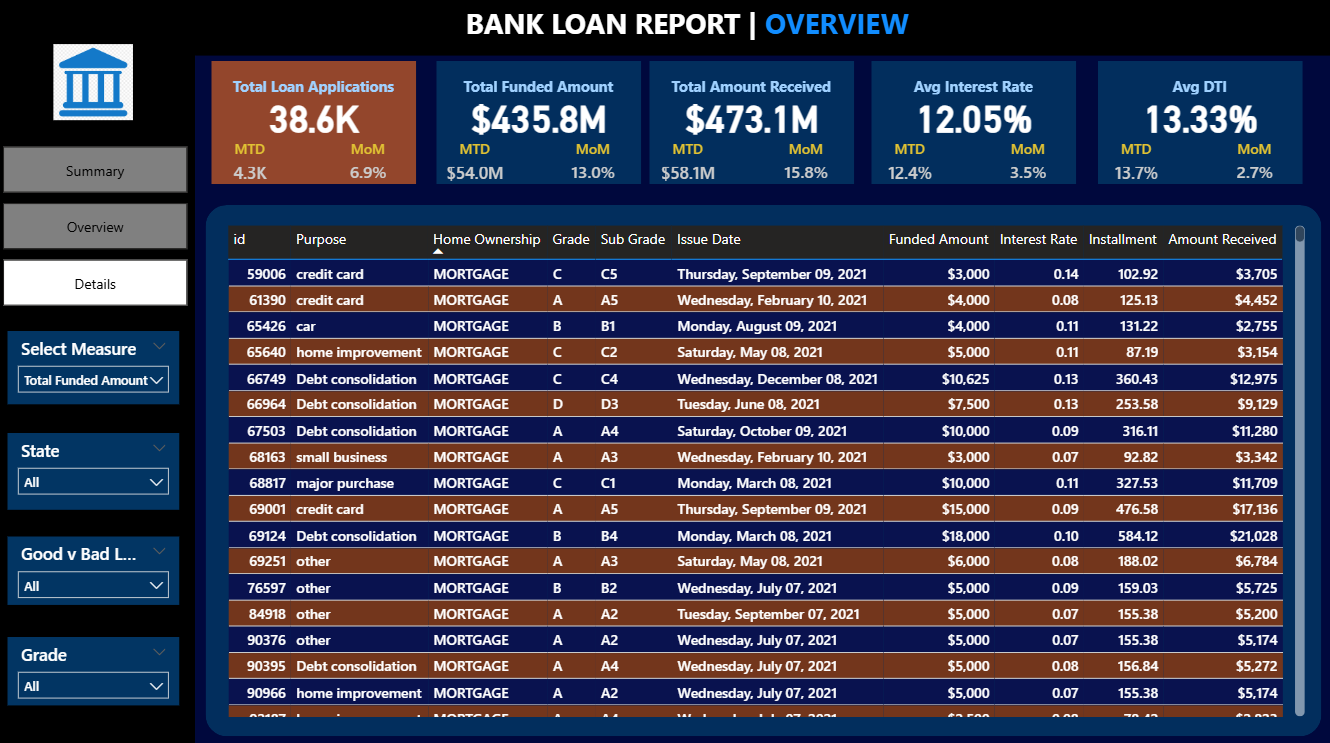 BANK LOAN REPORT | OVERVIEW
Total Loan Applications
38.6K
MTD MoM
4.3K 6.9%
Total Funded Amount
$435.8M
MTD MoM
$54.0M 13.0%
Total Amount Received
$473.1M
MTD MoM
$58.1M 15.8%
Avg Interest Rate
12.05%
MTD MoM
12.4% 3.5%
Avg DTI
13.33%
MTD MoM
13.7% 2.7%
Summary
Overview
Details
Select Measure
Total Funded Amount
State
All
Good v Bad L...
All
Grade
All
id Purpose Home Ownership Grade Sub Grade Issue Date Funded Amount Interest Rate Installment Amount Received
59006 credit card MORTGAGE C C5 Thursday, September 09, 2021 $3,000 0.14 102.92 $3,705
61390 credit card MORTGAGE A A5 Wednesday, February 10, 2021 $4,000 0.08 125.13 $4,452
65426 car MORTGAGE B B1 Monday, August 09, 2021 $4,000 0.11 131.22 $2,755
65640 home improvement MORTGAGE C C2 Saturday, May 08, 2021 $5,000 0.11 87.19 $3,154
66749 Debt consolidation MORTGAGE C C4 Wednesday, December 08, 2021 $10,625 0.13 360.43 $12,975
66964 Debt consolidation MORTGAGE D D3 Tuesday, June 08, 2021 $7,500 0.13 253.58 $9,129
67503 Debt consolidation MORTGAGE A A4 Saturday, October 09, 2021 $10,000 0.09 316.11 $11,280
68163 small business MORTGAGE A A3 Wednesday, February 10, 2021 $3,000 0.07 92.82 $3,342
68817 major purchase MORTGAGE C C1 Monday, March 08, 2021 $10,000 0.11 327.53 $11,709
69001 credit card MORTGAGE A A5 Thursday, September 09, 2021 $15,000 0.09 476.58 $17,136
69124 Debt consolidation MORTGAGE B B4 Monday, March 08, 2021 $18,000 0.10 584.12 $21,028
69251 other MORTGAGE A A3 Saturday, May 08, 2021 $6,000 0.08 188.02 $6,784
76597 other MORTGAGE B B2 Wednesday, July 07, 2021 $5,000 0.09 159.03 $5,725
84918 other MORTGAGE A A2 Tuesday, September 07, 2021 $5,000 0.07 155.38 $5,200
90376 other MORTGAGE A A2 Wednesday, July 07, 2021 $5,000 0.07 155.38 $5,174
90395 Debt consolidation MORTGAGE A A4 Wednesday, July 07, 2021 $5,000 0.08 156.84 $5,272
90966 home improvement MORTGAGE A A2 Wednesday, July 07, 2021 $5,000 0.07 155.38 $5,174